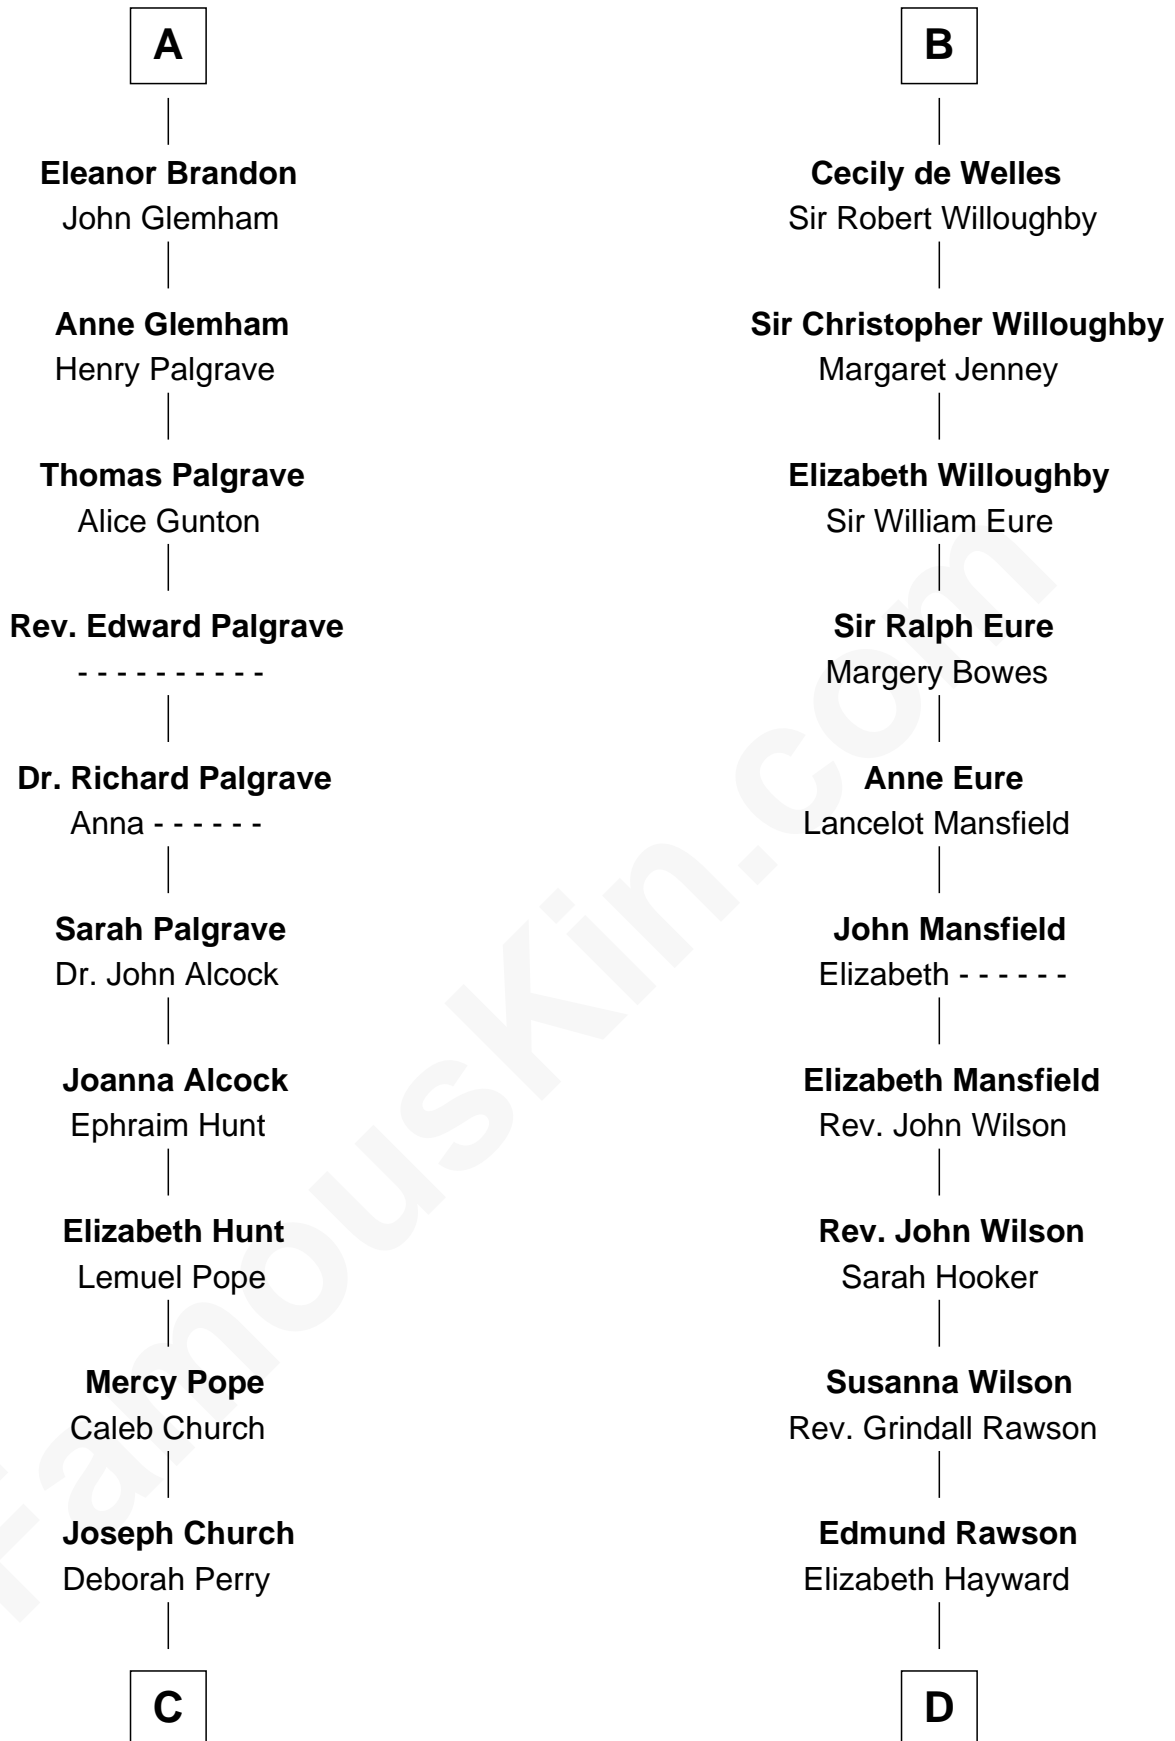 A
Eleanor Brandon
John Glemham
Anne Glemham
Henry Palgrave
Thomas Palgrave
Alice Gunton
Rev. Edward Palgrave
- - - - - - - - - -
Dr. Richard Palgrave
Anna - - - - - -
Sarah Palgrave
Dr. John Alcock
Joanna Alcock
Ephraim Hunt
Elizabeth Hunt
Lemuel Pope
Mercy Pope
Caleb Church
Joseph Church
Deborah Perry
C
B
Cecily de Welles
Sir Robert Willoughby
Sir Christopher Willoughby
Margaret Jenney
Elizabeth Willoughby
Sir William Eure
Sir Ralph Eure
Margery Bowes
Anne Eure
Lancelot Mansfield
John Mansfield
Elizabeth - - - - - -
Elizabeth Mansfield
Rev. John Wilson
Rev. John Wilson
Sarah Hooker
Susanna Wilson
Rev. Grindall Rawson
Edmund Rawson
Elizabeth Hayward
D
FamousKin.com